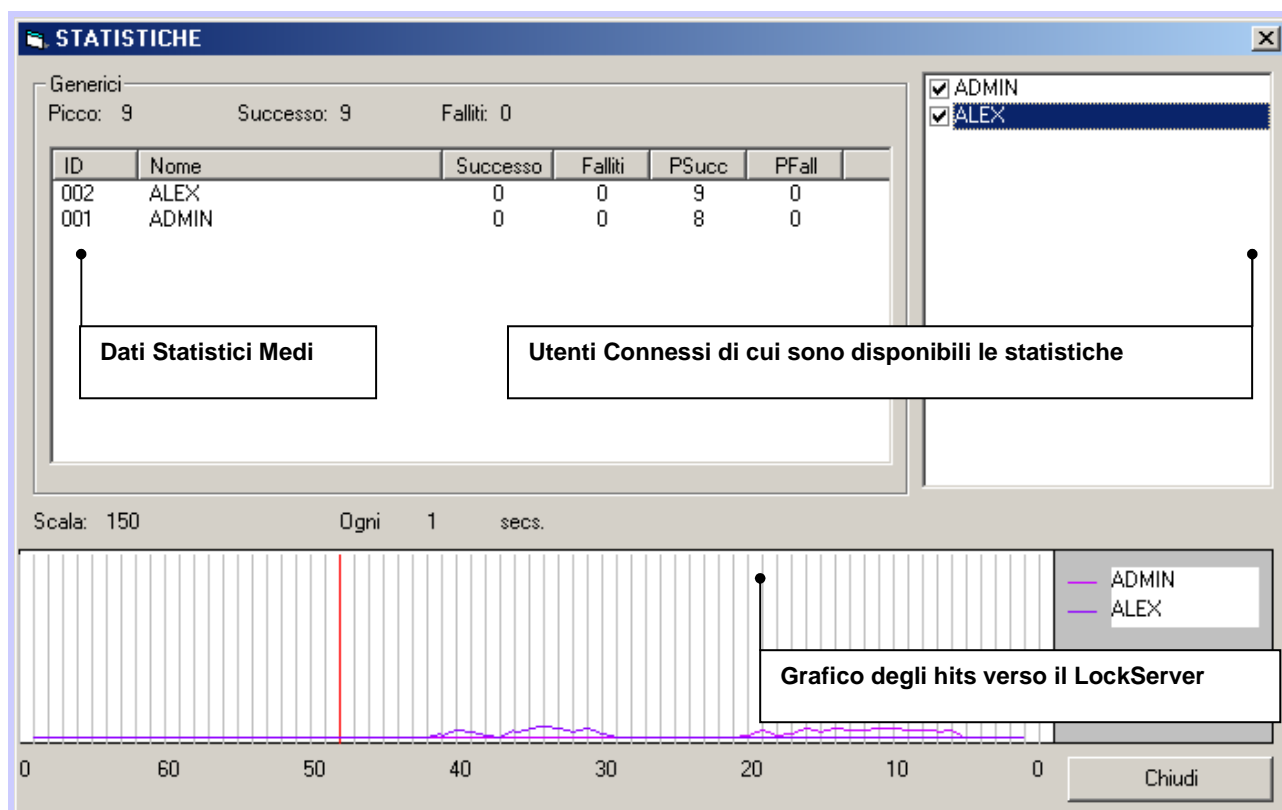 STATISTICHE
Generici
Picco: 9 Successo: 9 Falliti: 0
ID Nome Successo Falliti PSucc PFall
002 ALEX 0 0 9 0
001 ADMIN 0 0 8 0
ADMIN
ALEX
Dati Statistici Medi
Utenti Connessi di cui sono disponibili le statistiche
Scala: 150 Ogni 1 secs.
ADMIN
ALEX
Grafico degli hits verso il LockServer
0 60 50 40 30 20 10 0
Chiudi